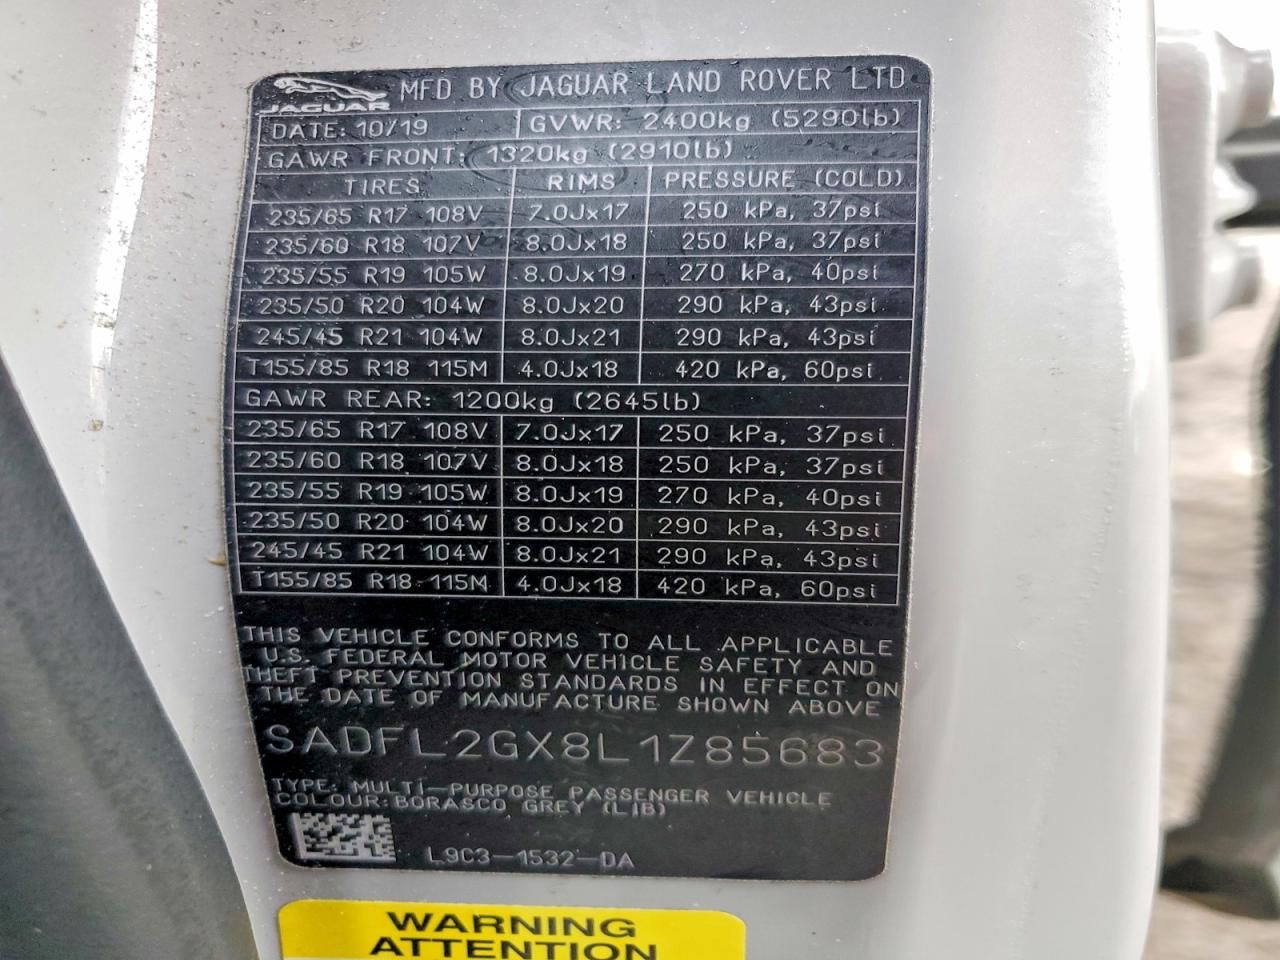 JAGUAR MFD BY JAGUAR LAND ROVER LTD
DATE: 10/19 GVWR: 2400kg (5290lb)
GAWR FRONT: 1320kg (2910lb)
TIRES RIMS PRESSURE (COLD)
235/65 R17 108V 7.0Jx17 250 kPa, 37psi
235/60 R18 107V 8.0Jx18 250 kPa, 37psi
235/55 R19 105W 8.0Jx19 270 kPa, 40psi
235/50 R20 104W 8.0Jx20 290 kPa, 43psi
245/45 R21 104W 8.0Jx21 290 kPa, 43psi
T155/85 R18 115M 4.0Jx18 420 kPa, 60psi
GAWR REAR: 1200kg (2645lb)
235/65 R17 108V 7.0Jx17 250 kPa, 37psi
235/60 R18 107V 8.0Jx18 250 kPa, 37psi
235/55 R19 105W 8.0Jx19 270 kPa, 40psi
235/50 R20 104W 8.0Jx20 290 kPa, 43psi
245/45 R21 104W 8.0Jx21 290 kPa, 43psi
T155/85 R18 115M 4.0Jx18 420 kPa, 60psi
THIS VEHICLE CONFORMS TO ALL APPLICABLE
U.S. FEDERAL MOTOR VEHICLE SAFETY AND
THEFT PREVENTION STANDARDS IN EFFECT ON
THE DATE OF MANUFACTURE SHOWN ABOVE
SADFL2GX8L1Z85683
TYPE: MULTI-PURPOSE PASSENGER VEHICLE
COLOUR: BORASCO GREY (LIB)
L9C3-1532-DA
WARNING
ATTENTION